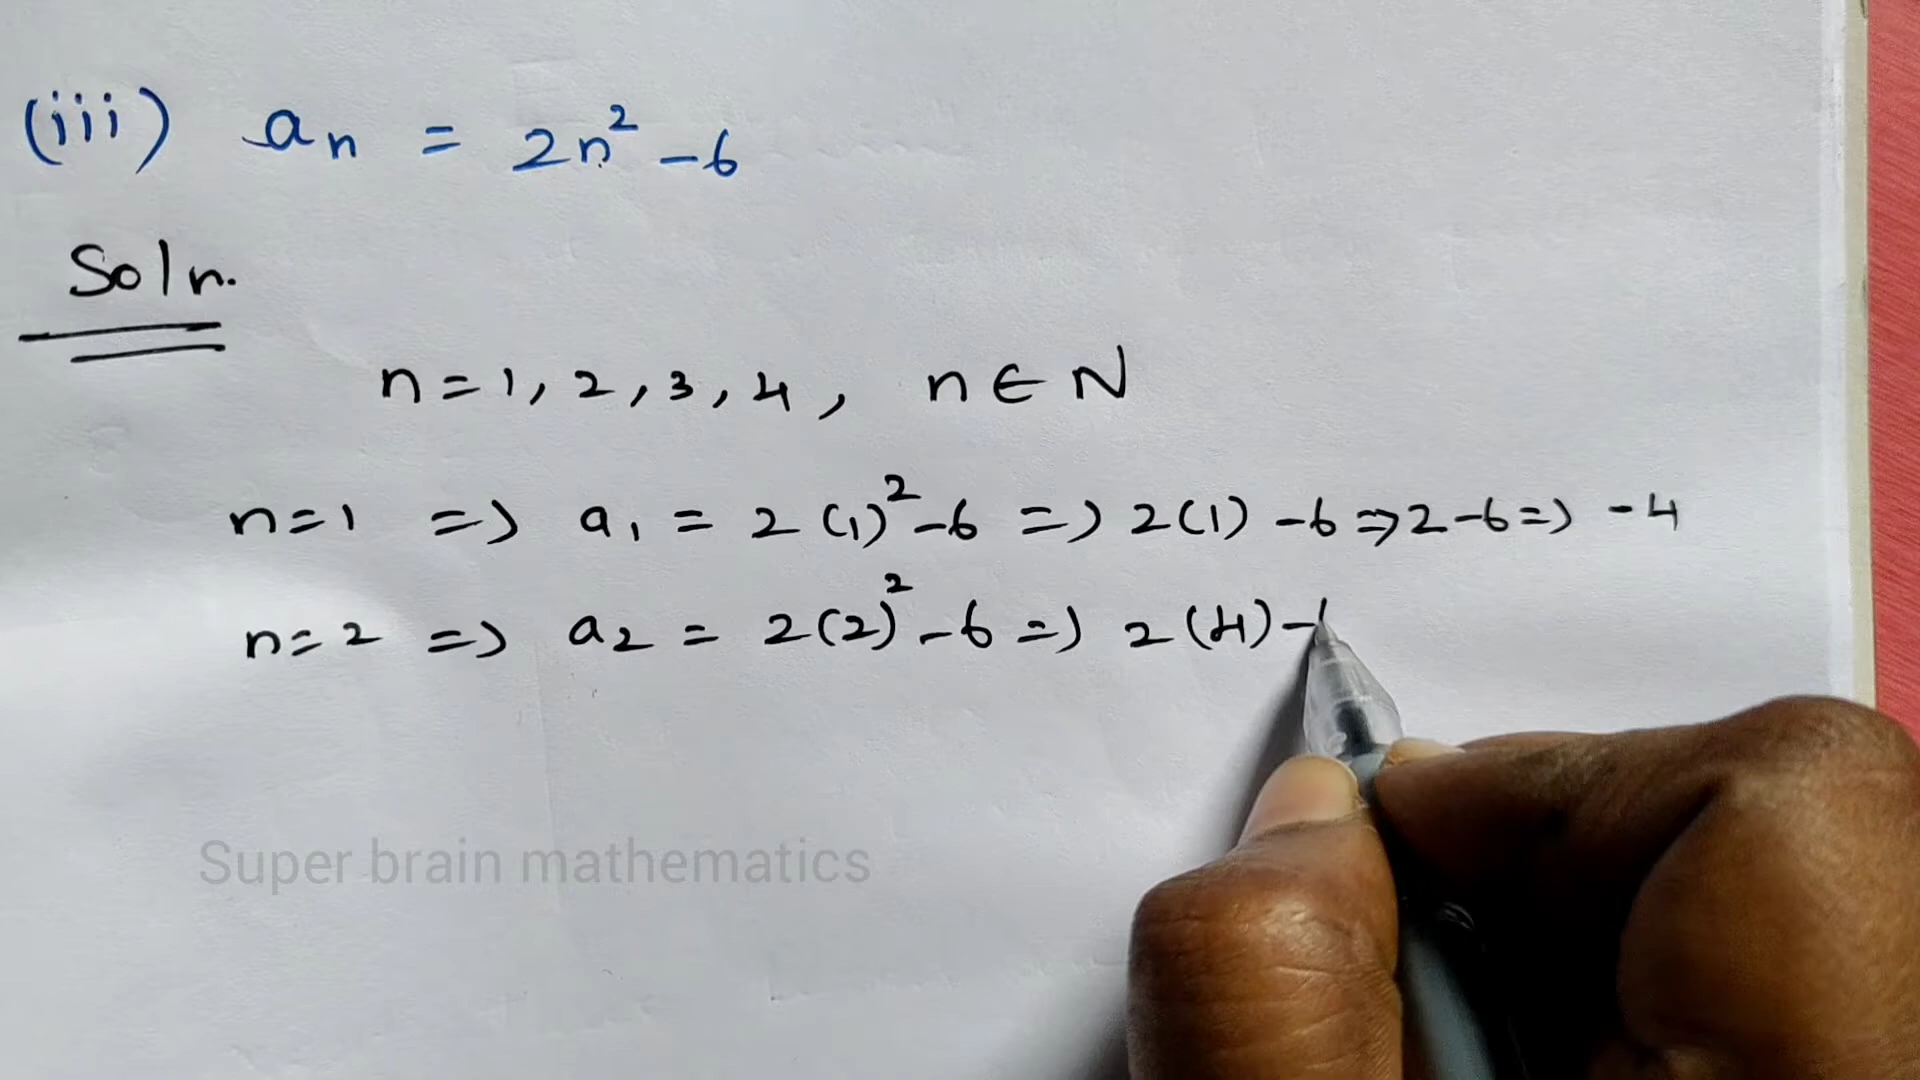 (iii) aₙ = 2n² - 6
Soln.
n = 1, 2, 3, 4, n ∈ N
n = 1 => a₁ = 2(1)² - 6 => 2(1) - 6 => 2 - 6 => -4
n = 2 => a₂ = 2(2)² - 6 => 2(4) -
Super brain mathematics